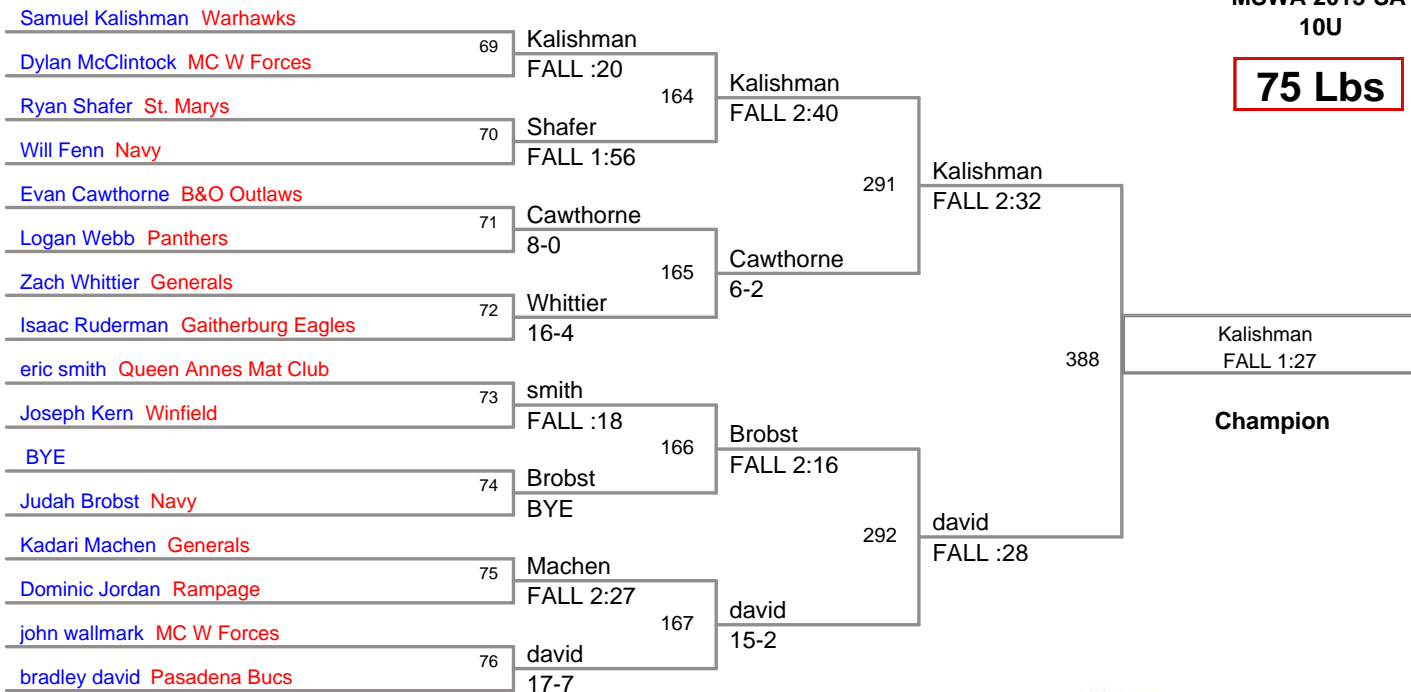 Samuel Kalishman Warhawks
Dylan McClintock MC W Forces
Ryan Shafer St. Marys
Will Fenn Navy
Evan Cawthorne B&O Outlaws
Logan Webb Panthers
Zach Whittier Generals
Isaac Ruderman Gaitherburg Eagles
eric smith Queen Annes Mat Club
Joseph Kern Winfield
BYE
Judah Brobst Navy
Kadari Machen Generals
Dominic Jordan Rampage
john wallmark MC W Forces
bradley david Pasadena Bucs
69
Kalishman
FALL :20
70
Shafer
FALL 1:56
71
Cawthorne
8-0
72
Whittier
16-4
73
smith
FALL :18
74
Brobst
BYE
75
Machen
FALL 2:27
76
david
17-7
164
Kalishman
FALL 2:40
165
Cawthorne
6-2
166
Brobst
FALL 2:16
167
david
15-2
291
Kalishman
FALL 2:32
292
david
FALL :28
388
Kalishman
FALL 1:27
Champion
10U
75 Lbs